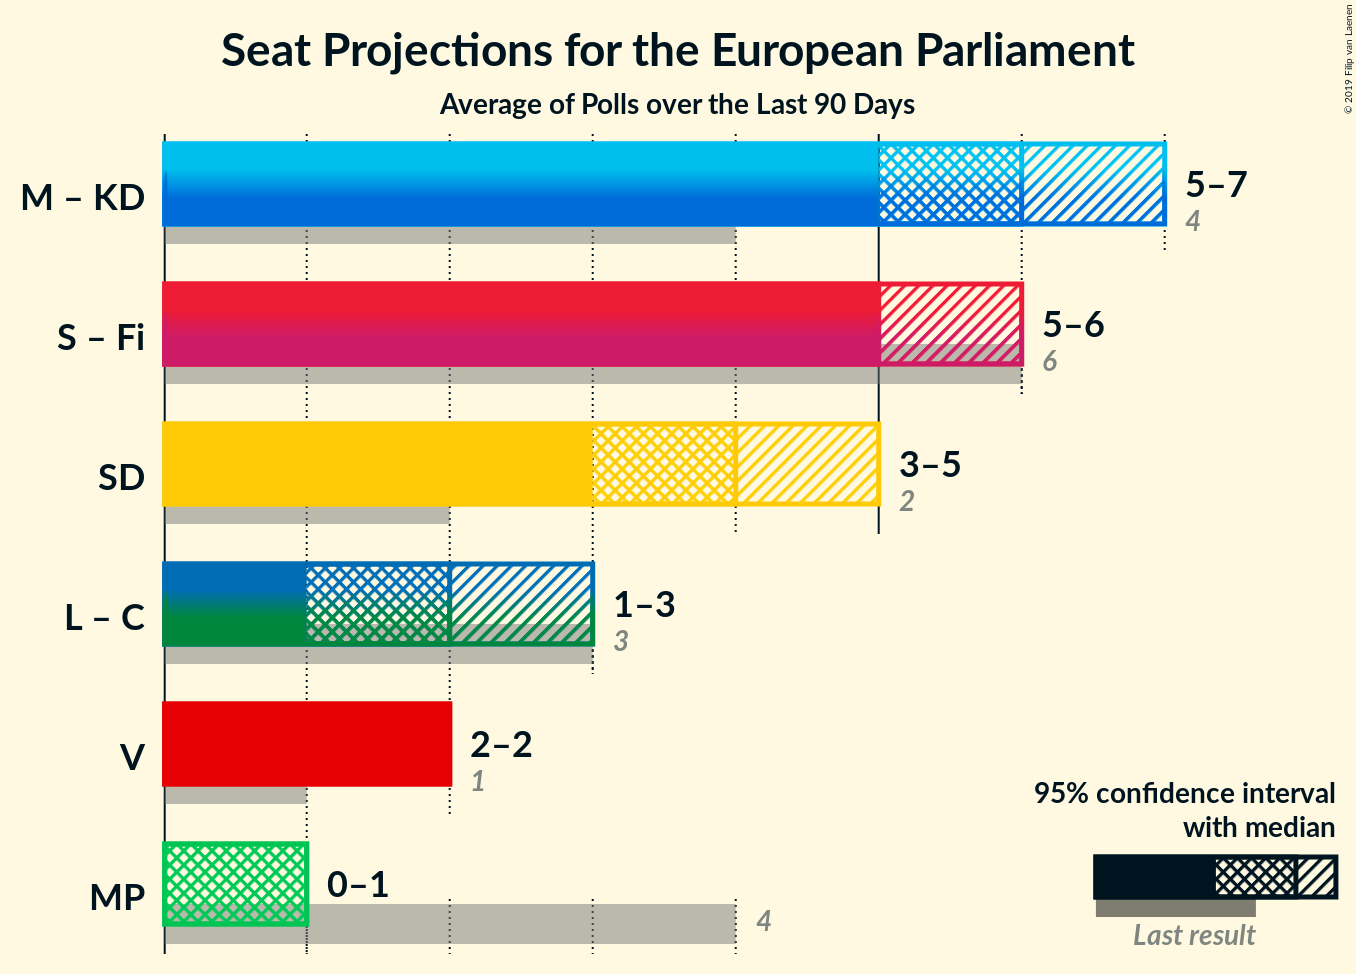 Seat Projections for the European Parliament
Average of Polls over the Last 90 Days
© 2019 Filip van Laenen
M – KD
5–7
4
S – Fi
5–6
6
SD
3–5
2
L – C
1–3
3
V
2–2
1
MP
0–1
4
95% confidence interval
with median
Last result